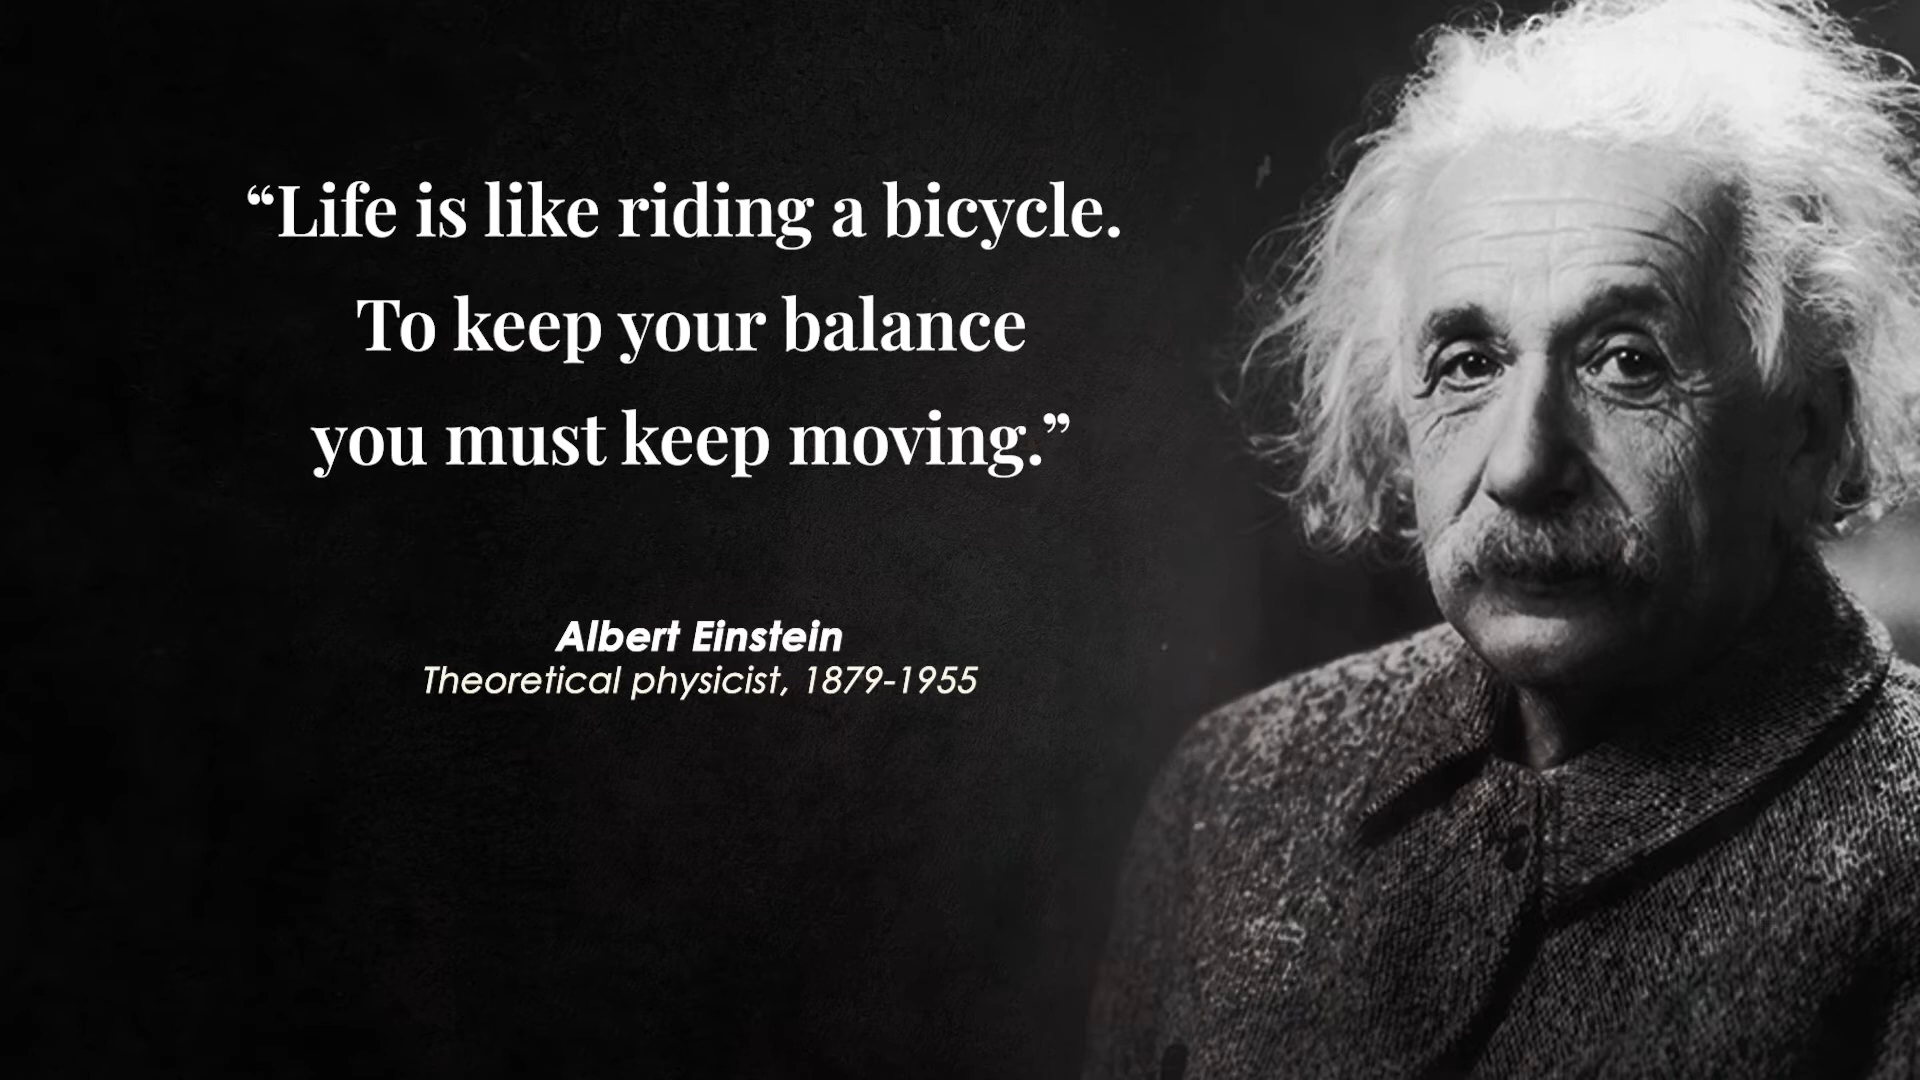 “Life is like riding a bicycle.
To keep your balance
you must keep moving.”
Albert Einstein
Theoretical physicist, 1879-1955